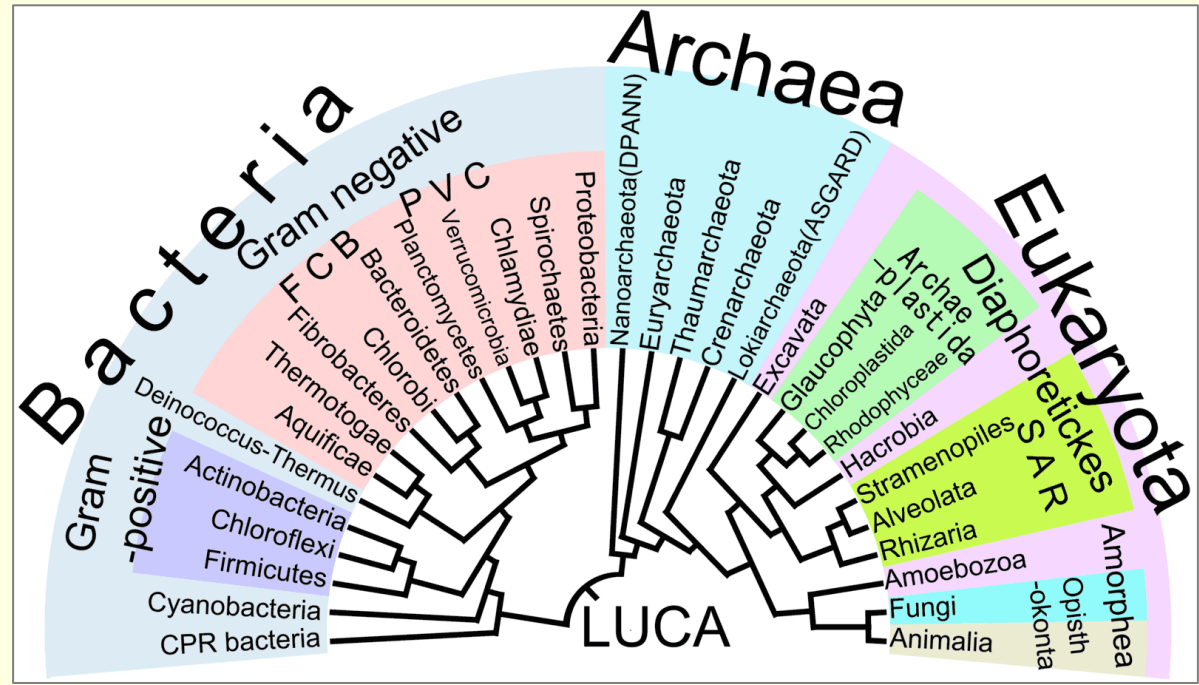 Bacteria
Archaea
Eukaryota
Gram negative
Gram
-positive
F C B
P V C
CPR bacteria
Cyanobacteria
Firmicutes
Chloroflexi
Actinobacteria
Deinococcus-Thermus
Aquificae
Thermotogae
Fibrobacteres
Chlorobi
Bacteroidetes
Planctomycetes
Verrucomicrobia
Chlamydiae
Spirochaetes
Proteobacteria
Nanoarchaeota(DPANN)
Euryarchaeota
Thaumarchaeota
Crenarchaeota
Lokiarchaeota(ASGARD)
Excavata
Archae
-plastida
Diaphoretickes
Glaucophyta
Chloroplastida
Rhodophyceae
Hacrobia
S A R
Stramenopiles
Alveolata
Rhizaria
Amoebozoa
Amorphea
Opisth
-okonta
Fungi
Animalia
LUCA